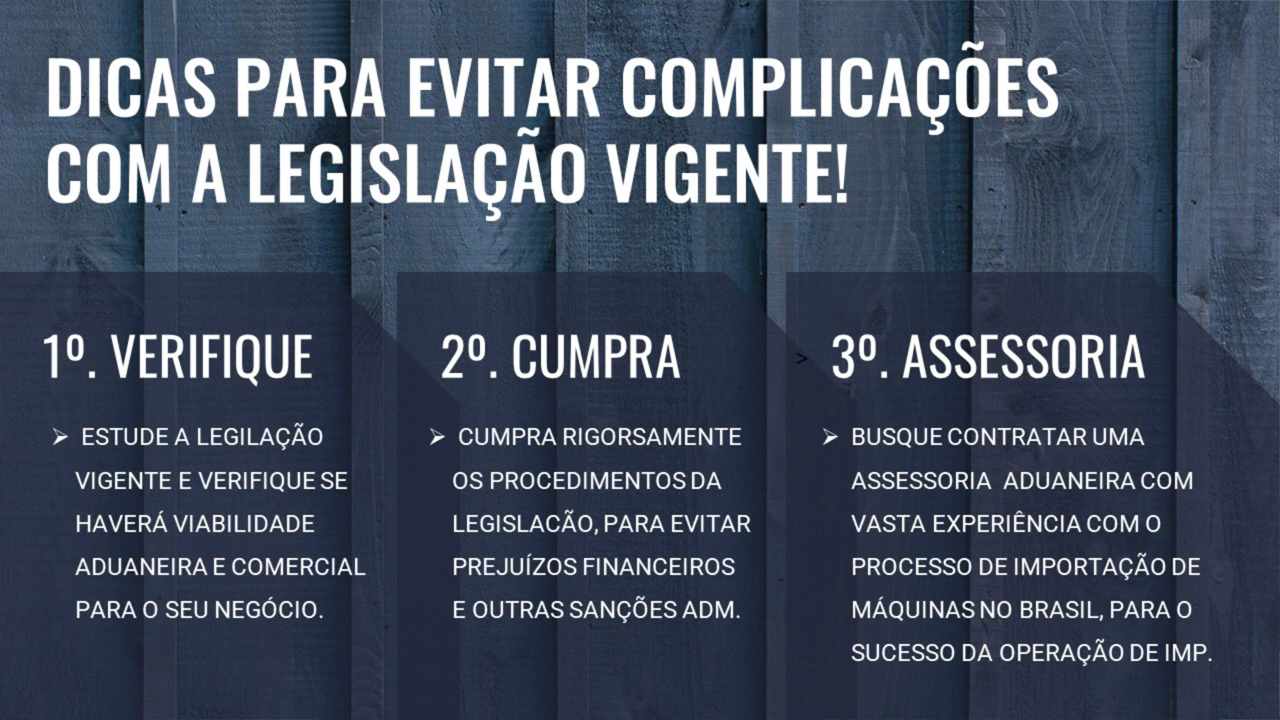 DICAS PARA EVITAR COMPLICAÇÕES
COM A LEGISLAÇÃO VIGENTE!
1º. VERIFIQUE
➢ ESTUDE A LEGILAÇÃO
VIGENTE E VERIFIQUE SE
HAVERÁ VIABILIDADE
ADUANEIRA E COMERCIAL
PARA O SEU NEGÓCIO.
2º. CUMPRA
➢ CUMPRA RIGORSAMENTE
OS PROCEDIMENTOS DA
LEGISLACÃO, PARA EVITAR
PREJUÍZOS FINANCEIROS
E OUTRAS SANÇÕES ADM.
> 3º. ASSESSORIA
➢ BUSQUE CONTRATAR UMA
ASSESSORIA ADUANEIRA COM
VASTA EXPERIÊNCIA COM O
PROCESSO DE IMPORTAÇÃO DE
MÁQUINAS NO BRASIL, PARA O
SUCESSO DA OPERAÇÃO DE IMP.